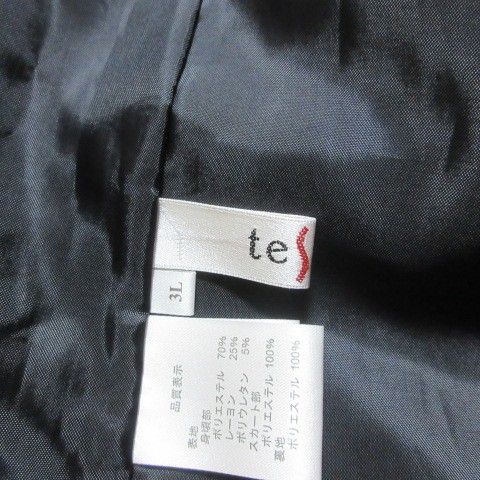 3L
品質表示
表地
身頃部
ポリエステル 70%
レーヨン 25%
ポリウレタン 5%
スカート部
ポリエステル 100%
裏地
ポリエステル 100%